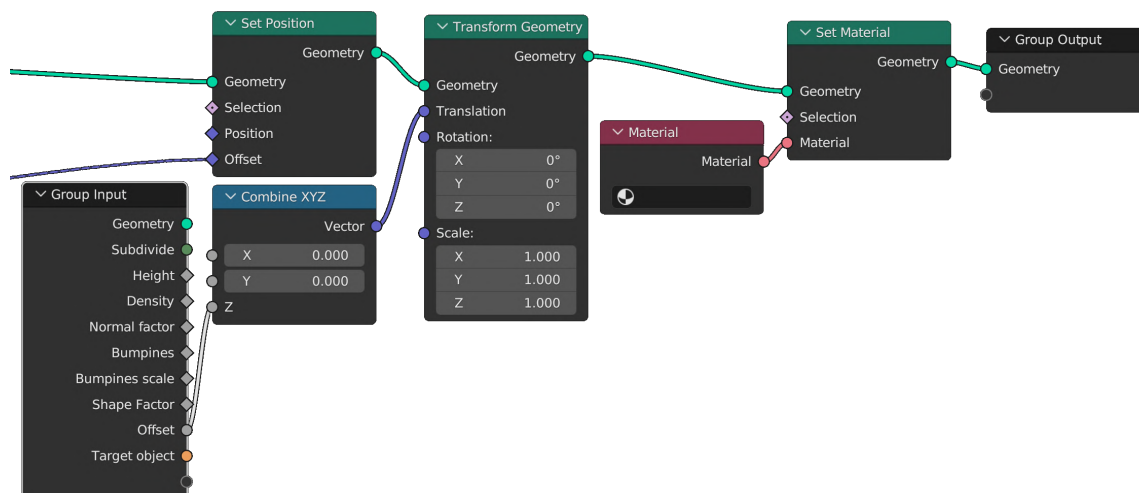 Set Position
Geometry
Geometry
Selection
Position
Offset
Group Input
Geometry
Subdivide
Height
Density
Normal factor
Bumpines
Bumpines scale
Shape Factor
Offset
Target object
Combine XYZ
Vector
X 0.000
Y 0.000
Z
Transform Geometry
Geometry
Geometry
Translation
Rotation:
X 0°
Y 0°
Z 0°
Scale:
X 1.000
Y 1.000
Z 1.000
Material
Material
Set Material
Geometry
Geometry
Selection
Material
Group Output
Geometry